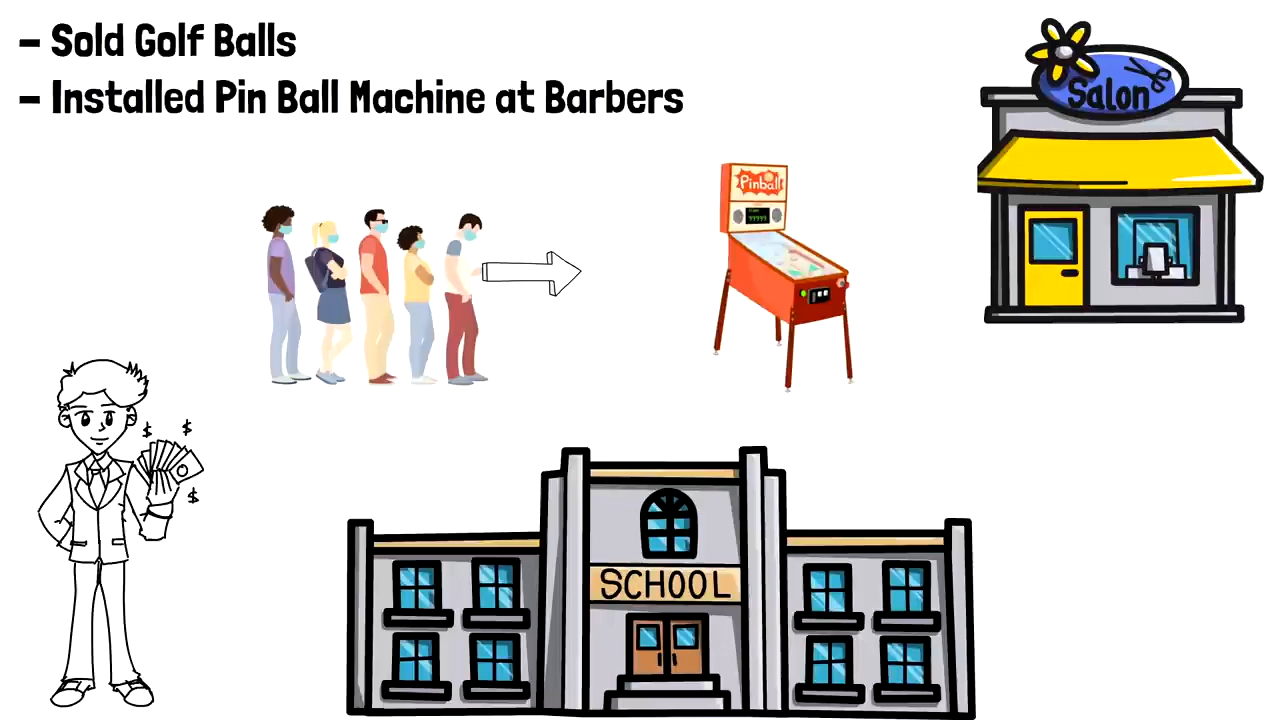 - Sold Golf Balls
- Installed Pin Ball Machine at Barbers
Salon
Pinball
$ $
$
SCHOOL